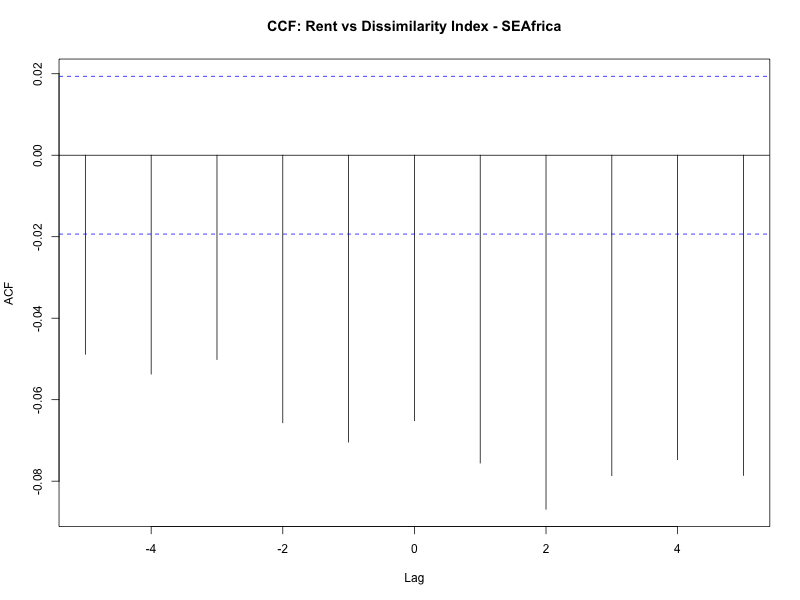 CCF: Rent vs Dissimilarity Index - SEAfrica
0.02
0.00
-0.02
-0.04
-0.06
-0.08
ACF
-4 -2 0 2 4
Lag